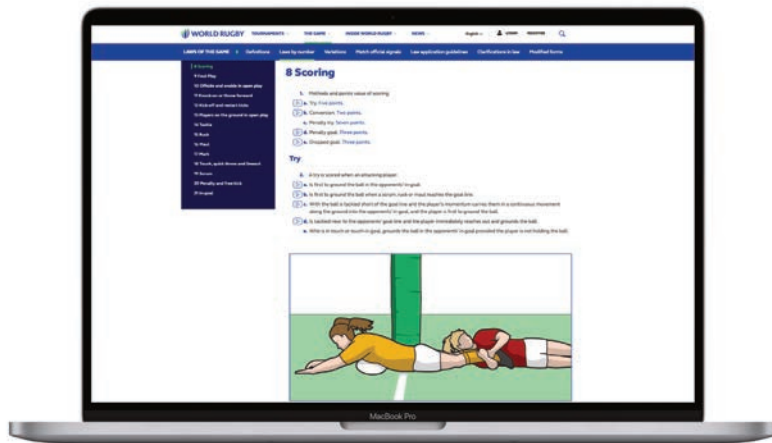 WORLD RUGBY TOURNAMENTS THE GAME INSIDE WORLD RUGBY NEWS English LOGIN REGISTER
LAWS OF THE GAME Definitions Laws by number Variations Match official signals Law application guidelines Clarifications in law Modified forms
8 Scoring
9 Foul Play
10 Offside and onside in open play
11 Knock-on or throw forward
12 Kick-off and restart kicks
13 Players on the ground in open play
14 Tackle
15 Ruck
16 Maul
17 Mark
18 Touch, quick throw and lineout
19 Scrum
20 Penalty and free-kick
21 In-goal
8 Scoring
1. Methods and points value of scoring
a. Try: Five points.
b. Conversion: Two points.
c. Penalty try: Seven points.
d. Penalty goal: Three points.
e. Dropped goal: Three points.
Try
2. A try is scored when an attacking player:
a. Is first to ground the ball in the opponents' in-goal.
b. Is first to ground the ball when a scrum, ruck or maul reaches the goal line.
c. With the ball is tackled short of the goal line and the player's momentum carries them in a continuous movement
along the ground into the opponents' in-goal, and the player is first to ground the ball.
d. Is tackled near to the opponents' goal line and the player immediately reaches out and grounds the ball.
e. Who is in touch or touch-in-goal, grounds the ball in the opponents' in-goal provided the player is not holding the ball.
MacBook Pro